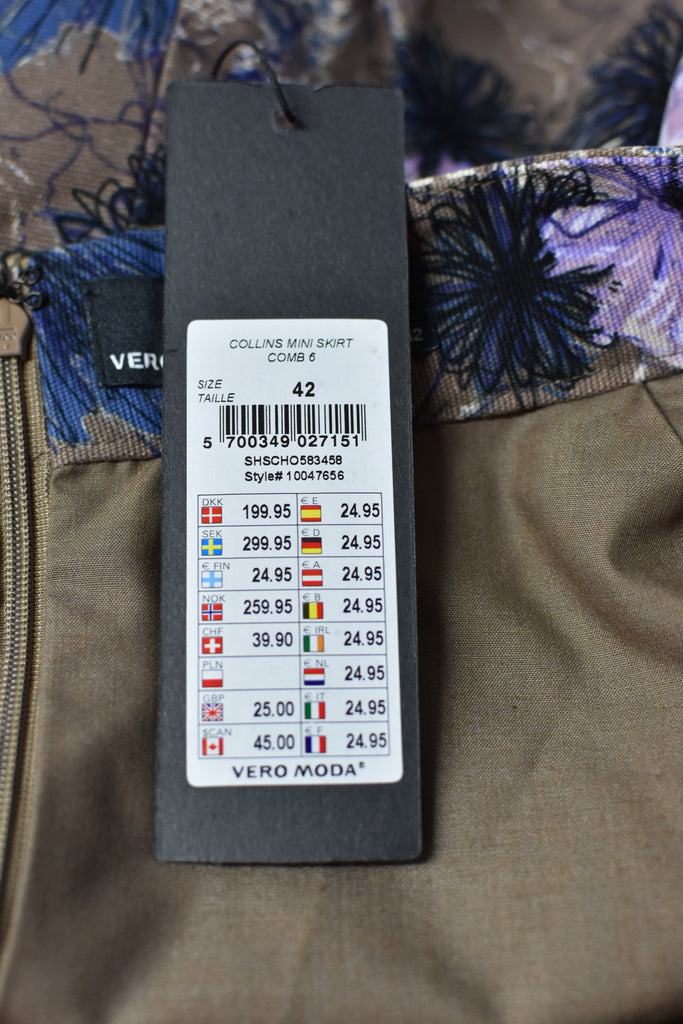 COLLINS MINI SKIRT
COMB 6
SIZE
TAILLE
42
5 700349 027151
SHSCHO583458
Style# 10047656
DKK 199.95 € E 24.95
SEK 299.95 € D 24.95
€ FIN 24.95 € A 24.95
NOK 259.95 € B 24.95
CHF 39.90 € IRL 24.95
PLN € NL 24.95
GBP 25.00 € IT 24.95
$CAN 45.00 € F 24.95
VERO MODA®
VERO